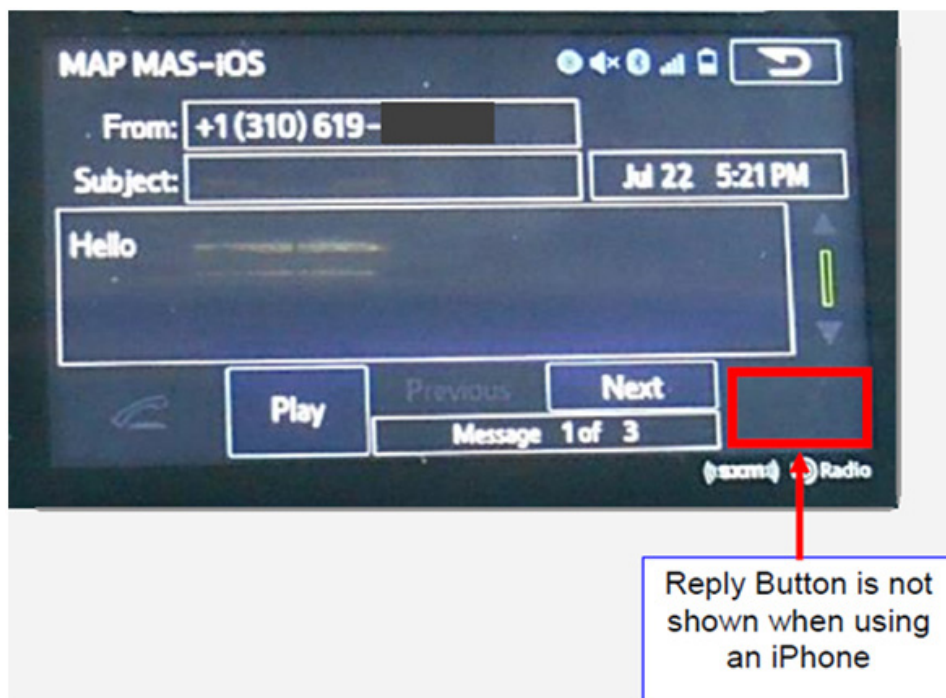 MAP MAS-iOS
From: +1 (310) 619-
Subject:
Jul 22 5:21 PM
Hello
Play
Previous
Next
Message 1 of 3
((sxm)) HD Radio
Reply Button is not
shown when using
an iPhone